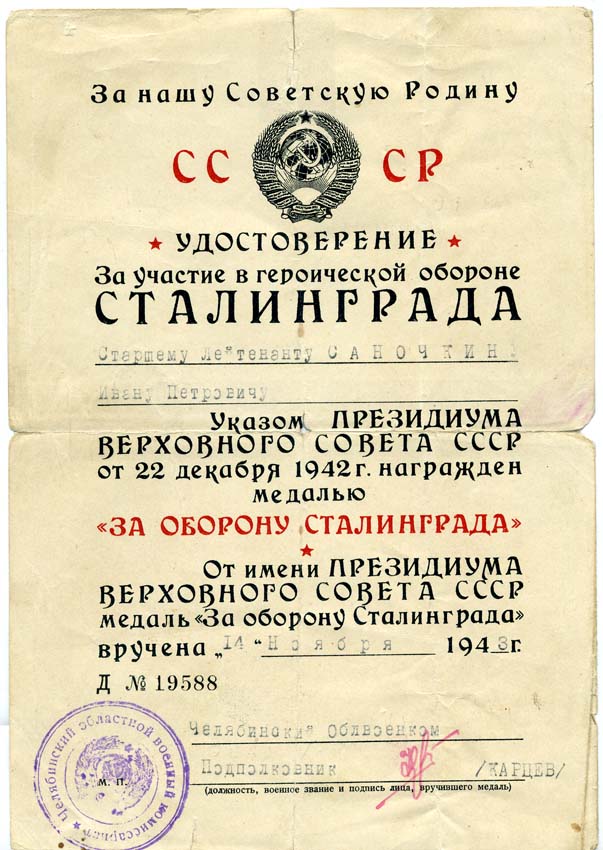 За нашу Советскую Родину
СС СР
УДОСТОВЕРЕНИЕ
За участие в героической обороне
СТАЛИНГРАДА
Старшему лейтенанту САНОЧКИНУ
Ивану Петровичу
Указом ПРЕЗИДИУМА
ВЕРХОВНОГО СОВЕТА СССР
от 22 декабря 1942 г. награжден
медалью
«ЗА ОБОРОНУ СТАЛИНГРАДА»
От имени ПРЕЗИДИУМА
ВЕРХОВНОГО СОВЕТА СССР
медаль «За оборону Сталинграда»
вручена „14" Ноября 1943 г.
Д № 19588
Челябинский Облвоенком
Подполковник /КАРЦЕВ/
(должность, военное звание и подпись лица, вручившего медаль)
М. П.
Челябинский областной военный комиссариат